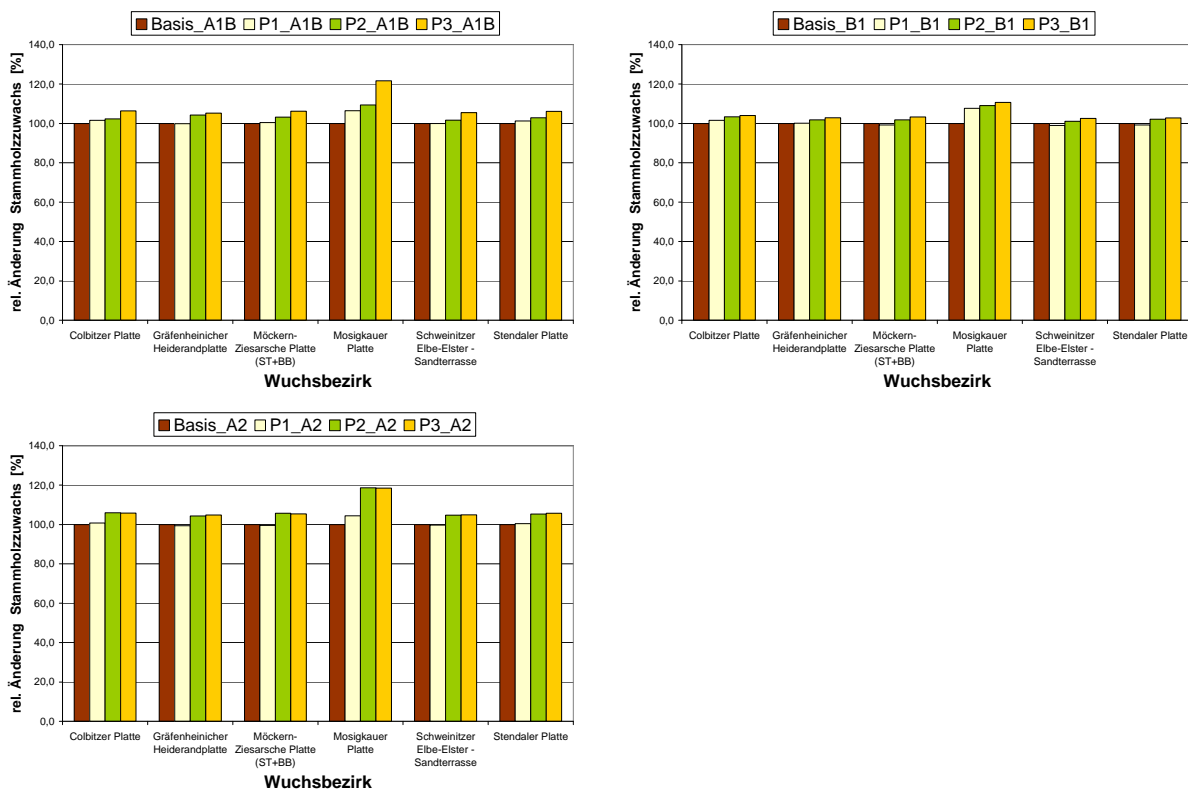 Basis_A1B P1_A1B P2_A1B P3_A1B
rel. Änderung Stammholzzuwachs [%]
140,0
120,0
100,0
80,0
60,0
40,0
20,0
0,0
Colbitzer Platte Gräfenheinicher Möckern- Mosigkauer Schweinitzer Stendaler Platte
Heiderandplatte Ziesarsche Platte Platte Elbe-Elster -
(ST+BB) Sandterrasse
Wuchsbezirk
Basis_B1 P1_B1 P2_B1 P3_B1
rel. Änderung Stammholzzuwachs [%]
140,0
120,0
100,0
80,0
60,0
40,0
20,0
0,0
Colbitzer Platte Gräfenheinicher Möckern- Mosigkauer Schweinitzer Stendaler Platte
Heiderandplatte Ziesarsche Platte Platte Elbe-Elster -
(ST+BB) Sandterrasse
Wuchsbezirk
Basis_A2 P1_A2 P2_A2 P3_A2
rel. Änderung Stammholzzuwachs [%]
140,0
120,0
100,0
80,0
60,0
40,0
20,0
0,0
Colbitzer Platte Gräfenheinicher Möckern- Mosigkauer Schweinitzer Stendaler Platte
Heiderandplatte Ziesarsche Platte Platte Elbe-Elster -
(ST+BB) Sandterrasse
Wuchsbezirk